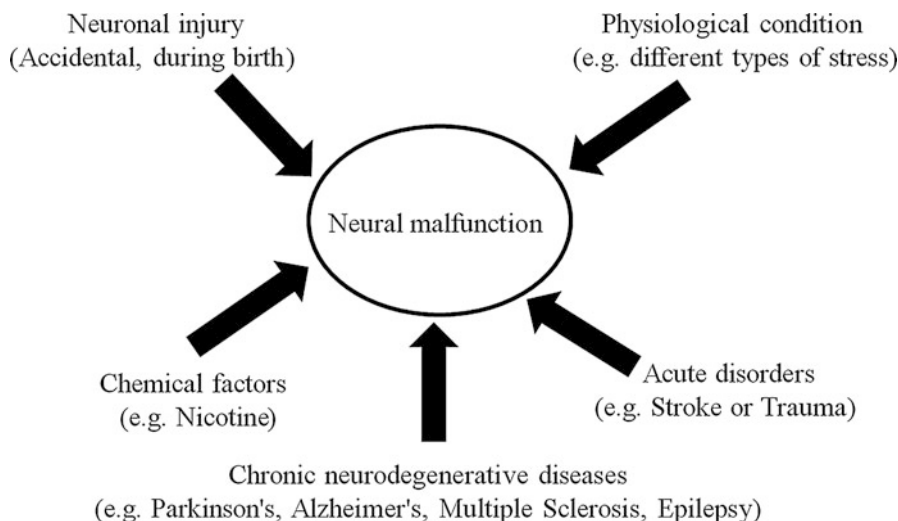 Neuronal injury
(Accidental, during birth)
Physiological condition
(e.g. different types of stress)
Neural malfunction
Chemical factors
(e.g. Nicotine)
Acute disorders
(e.g. Stroke or Trauma)
Chronic neurodegenerative diseases
(e.g. Parkinson's, Alzheimer's, Multiple Sclerosis, Epilepsy)